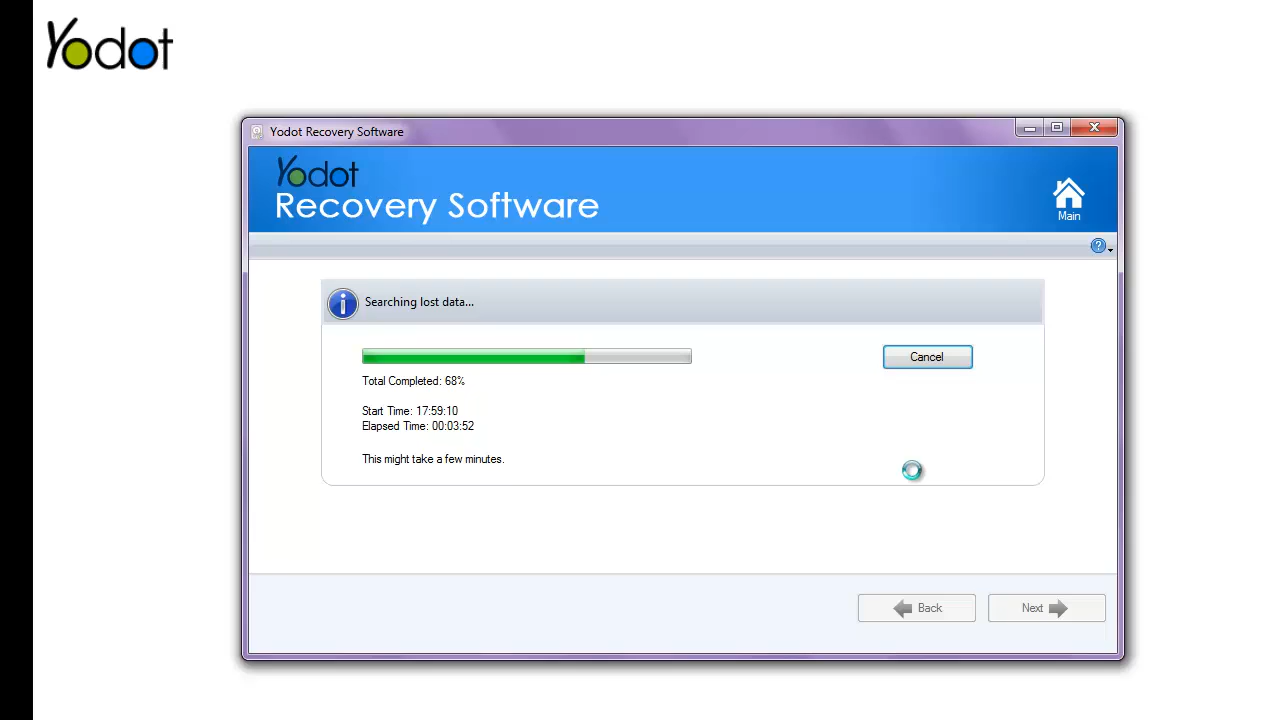 Yodot
Yodot Recovery Software
Yodot
Recovery Software
Main
Searching lost data...
Cancel
Total Completed: 68%
Start Time: 17:59:10
Elapsed Time: 00:03:52
This might take a few minutes.
Back
Next